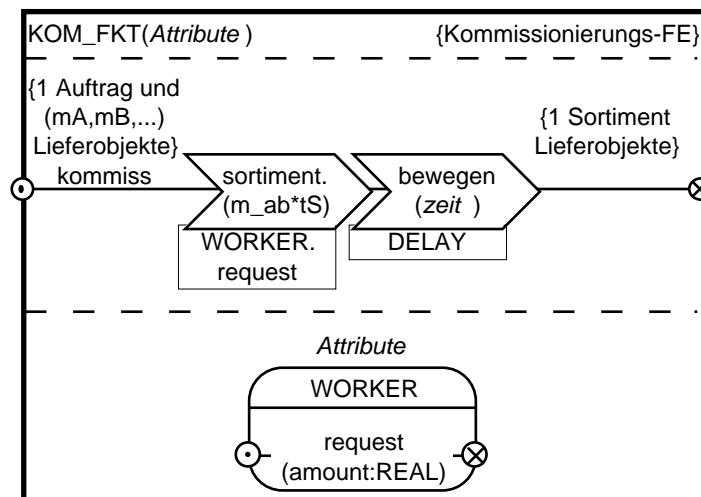 KOM_FKT(Attribute )
{Kommissionierungs-FE}
{1 Auftrag und
(mA,mB,...)
Lieferobjekte}
kommiss
sortiment.
(m_ab*tS)
WORKER.
request
bewegen
(zeit )
DELAY
{1 Sortiment
Lieferobjekte}
Attribute
WORKER
request
(amount:REAL)